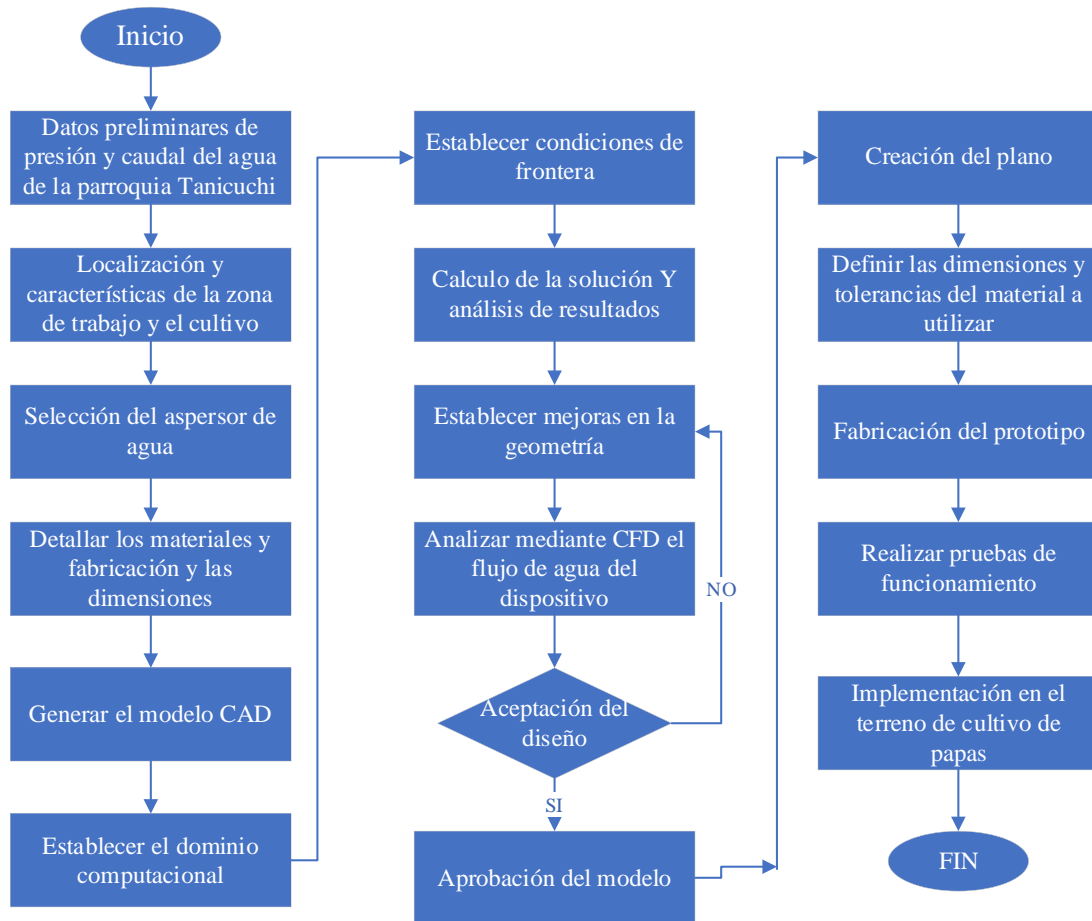 Inicio
Datos preliminares de
presión y caudal del agua
de la parroquia Tanicuchi
Localización y
características de la zona
de trabajo y el cultivo
Selección del aspersor de
agua
Detallar los materiales y
fabricación y las
dimensiones
Generar el modelo CAD
Establecer el dominio
computacional
Establecer condiciones de
frontera
Calculo de la solución Y
análisis de resultados
Establecer mejoras en la
geometría
Analizar mediante CFD el
flujo de agua del
dispositivo
NO
Aceptación del
diseño
SI
Aprobación del modelo
Creación del plano
Definir las dimensiones y
tolerancias del material a
utilizar
Fabricación del prototipo
Realizar pruebas de
funcionamiento
Implementación en el
terreno de cultivo de
papas
FIN